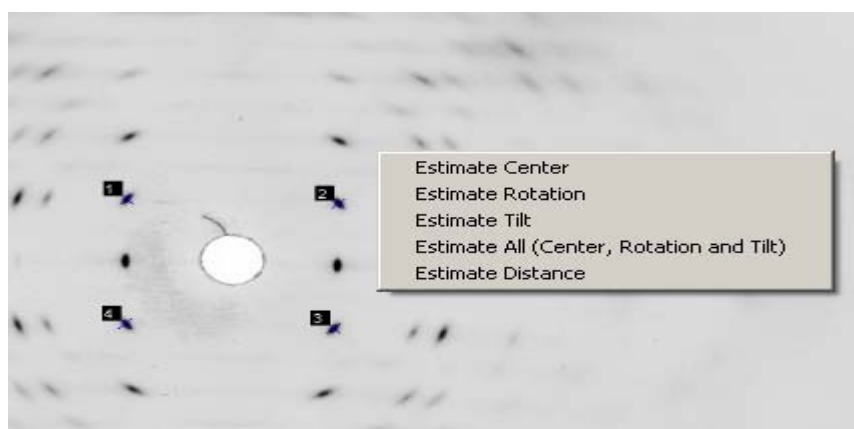 1
2
Estimate Center
Estimate Rotation
Estimate Tilt
Estimate All (Center, Rotation and Tilt)
Estimate Distance
4
3